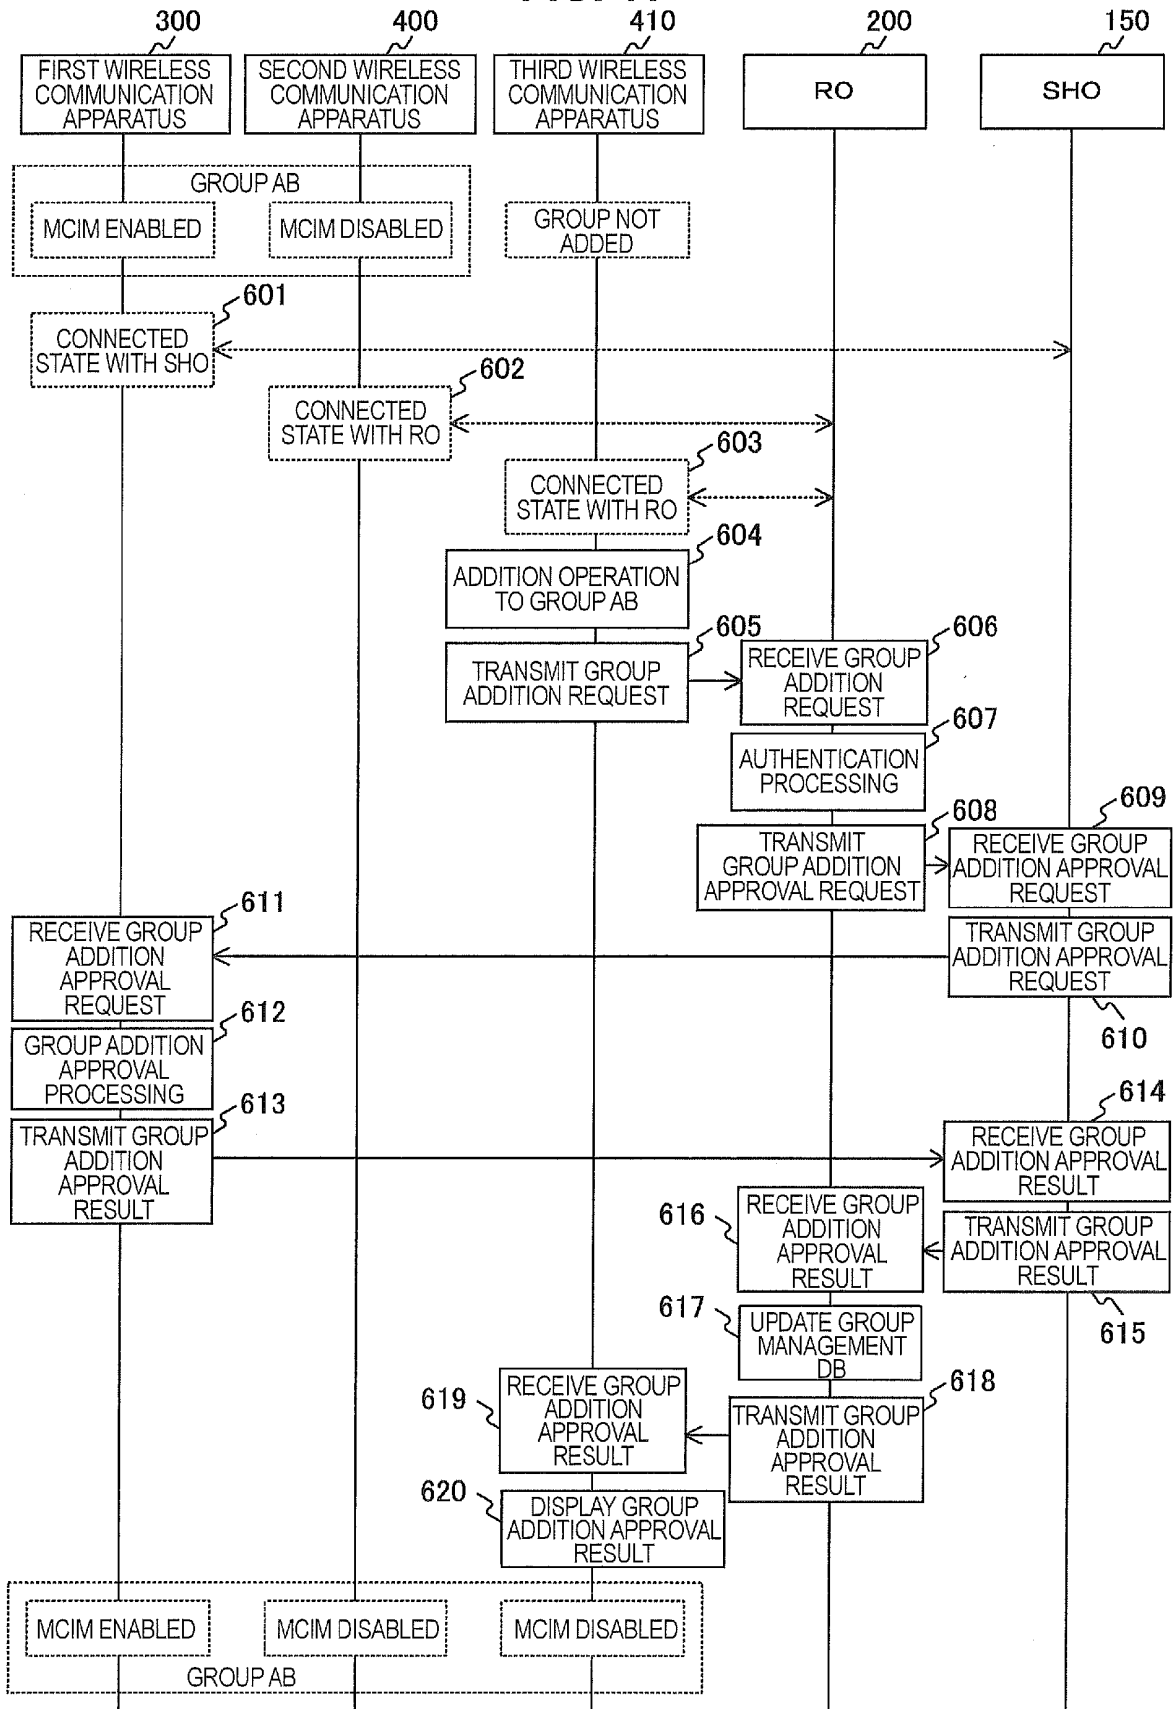 300
400
410
200
150
FIRST WIRELESS
COMMUNICATION
APPARATUS
SECOND WIRELESS
COMMUNICATION
APPARATUS
THIRD WIRELESS
COMMUNICATION
APPARATUS
RO
SHO
GROUP AB
MCIM ENABLED
MCIM DISABLED
GROUP NOT
ADDED
601
CONNECTED
STATE WITH SHO
602
CONNECTED
STATE WITH RO
603
CONNECTED
STATE WITH RO
604
ADDITION OPERATION
TO GROUP AB
605
TRANSMIT GROUP
ADDITION REQUEST
606
RECEIVE GROUP
ADDITION
REQUEST
607
AUTHENTICATION
PROCESSING
608
TRANSMIT
GROUP ADDITION
APPROVAL REQUEST
609
RECEIVE GROUP
ADDITION APPROVAL
REQUEST
TRANSMIT GROUP
ADDITION APPROVAL
REQUEST
610
611
RECEIVE GROUP
ADDITION
APPROVAL
REQUEST
612
GROUP ADDITION
APPROVAL
PROCESSING
613
TRANSMIT GROUP
ADDITION
APPROVAL
RESULT
614
RECEIVE GROUP
ADDITION APPROVAL
RESULT
TRANSMIT GROUP
ADDITION APPROVAL
RESULT
615
616
RECEIVE GROUP
ADDITION
APPROVAL
RESULT
617
UPDATE GROUP
MANAGEMENT
DB
618
TRANSMIT GROUP
ADDITION
APPROVAL
RESULT
619
RECEIVE GROUP
ADDITION
APPROVAL
RESULT
620
DISPLAY GROUP
ADDITION APPROVAL
RESULT
MCIM ENABLED
MCIM DISABLED
MCIM DISABLED
GROUP AB